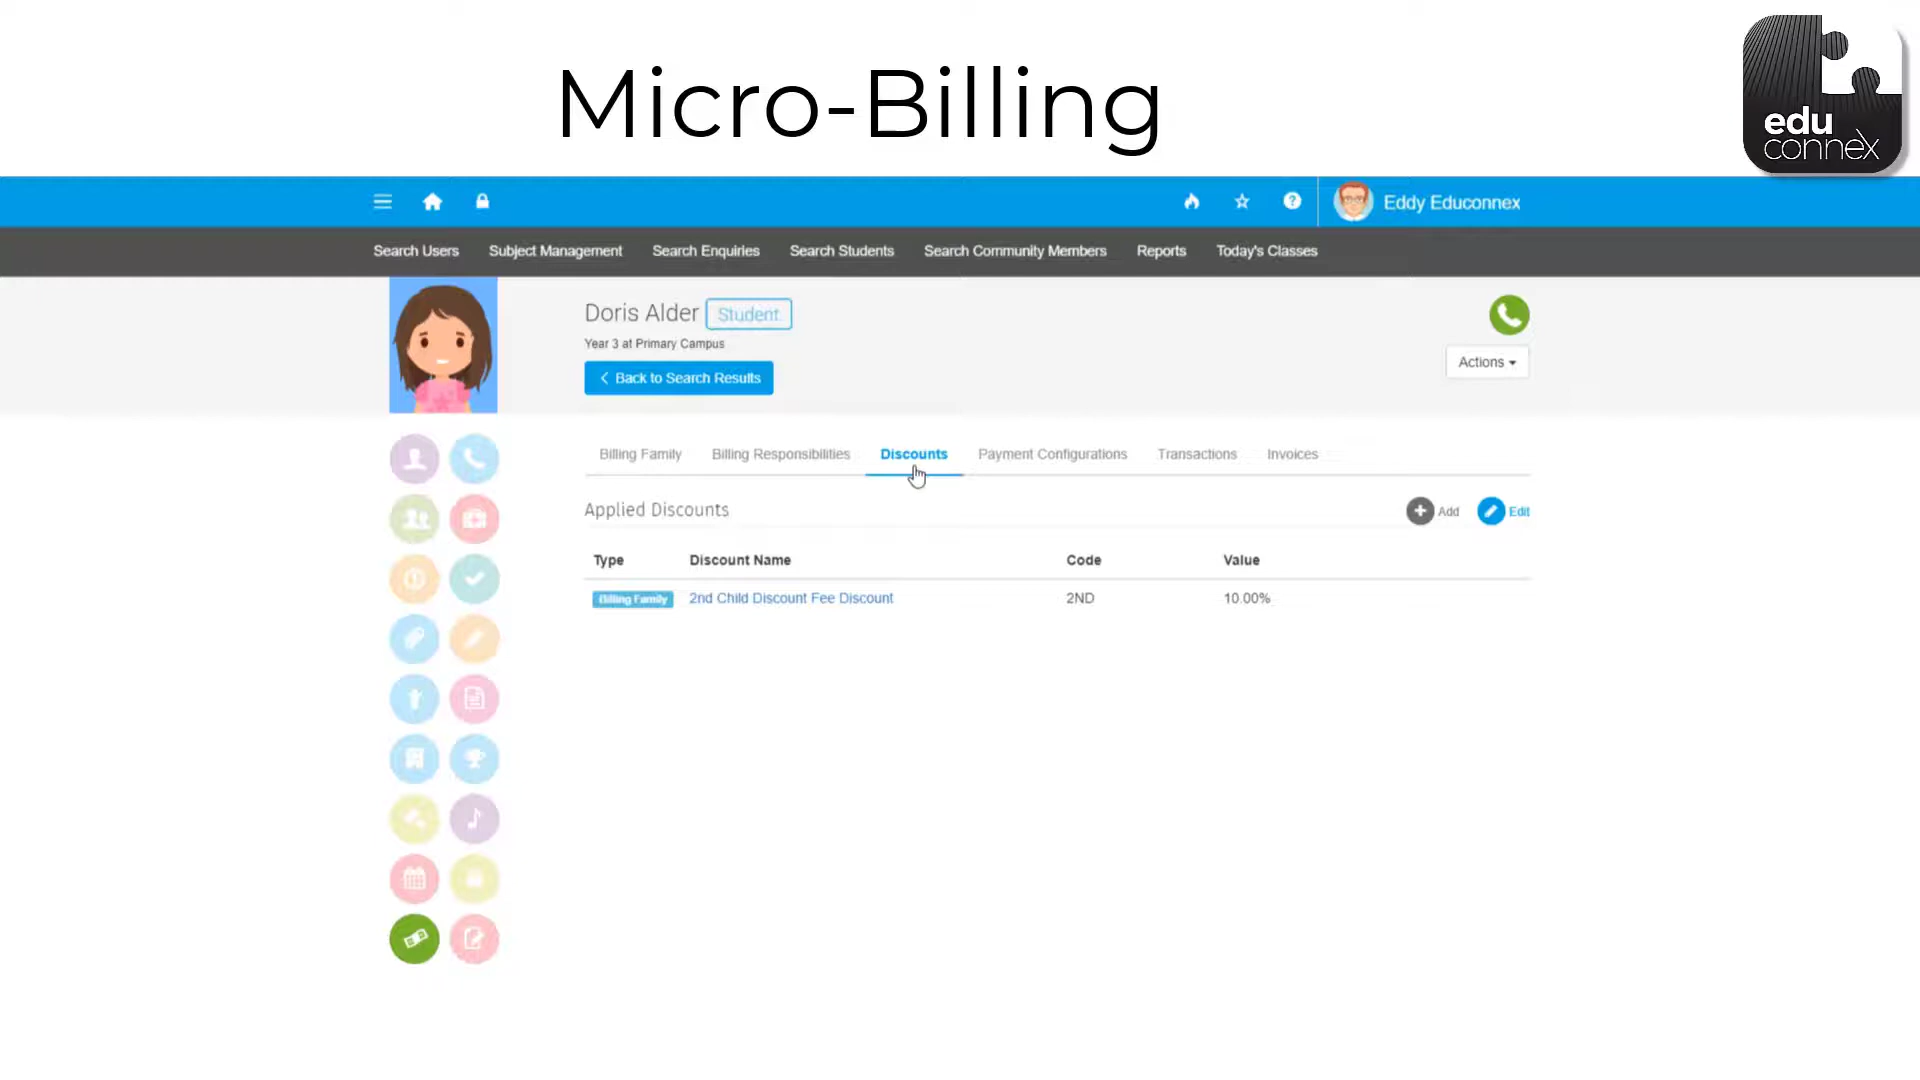 Micro-Billing
edu
connex
Eddy Educonnex
Search Users Subject Management Search Enquiries Search Students Search Community Members Reports Today's Classes
Doris Alder Student
Year 3 at Primary Campus
Actions
Back to Search Results
Billing Family Billing Responsibilities Discounts Payment Configurations Transactions Invoices
Applied Discounts Add Edit
Type Discount Name Code Value
Billing Family 2nd Child Discount Fee Discount 2ND 10.00%